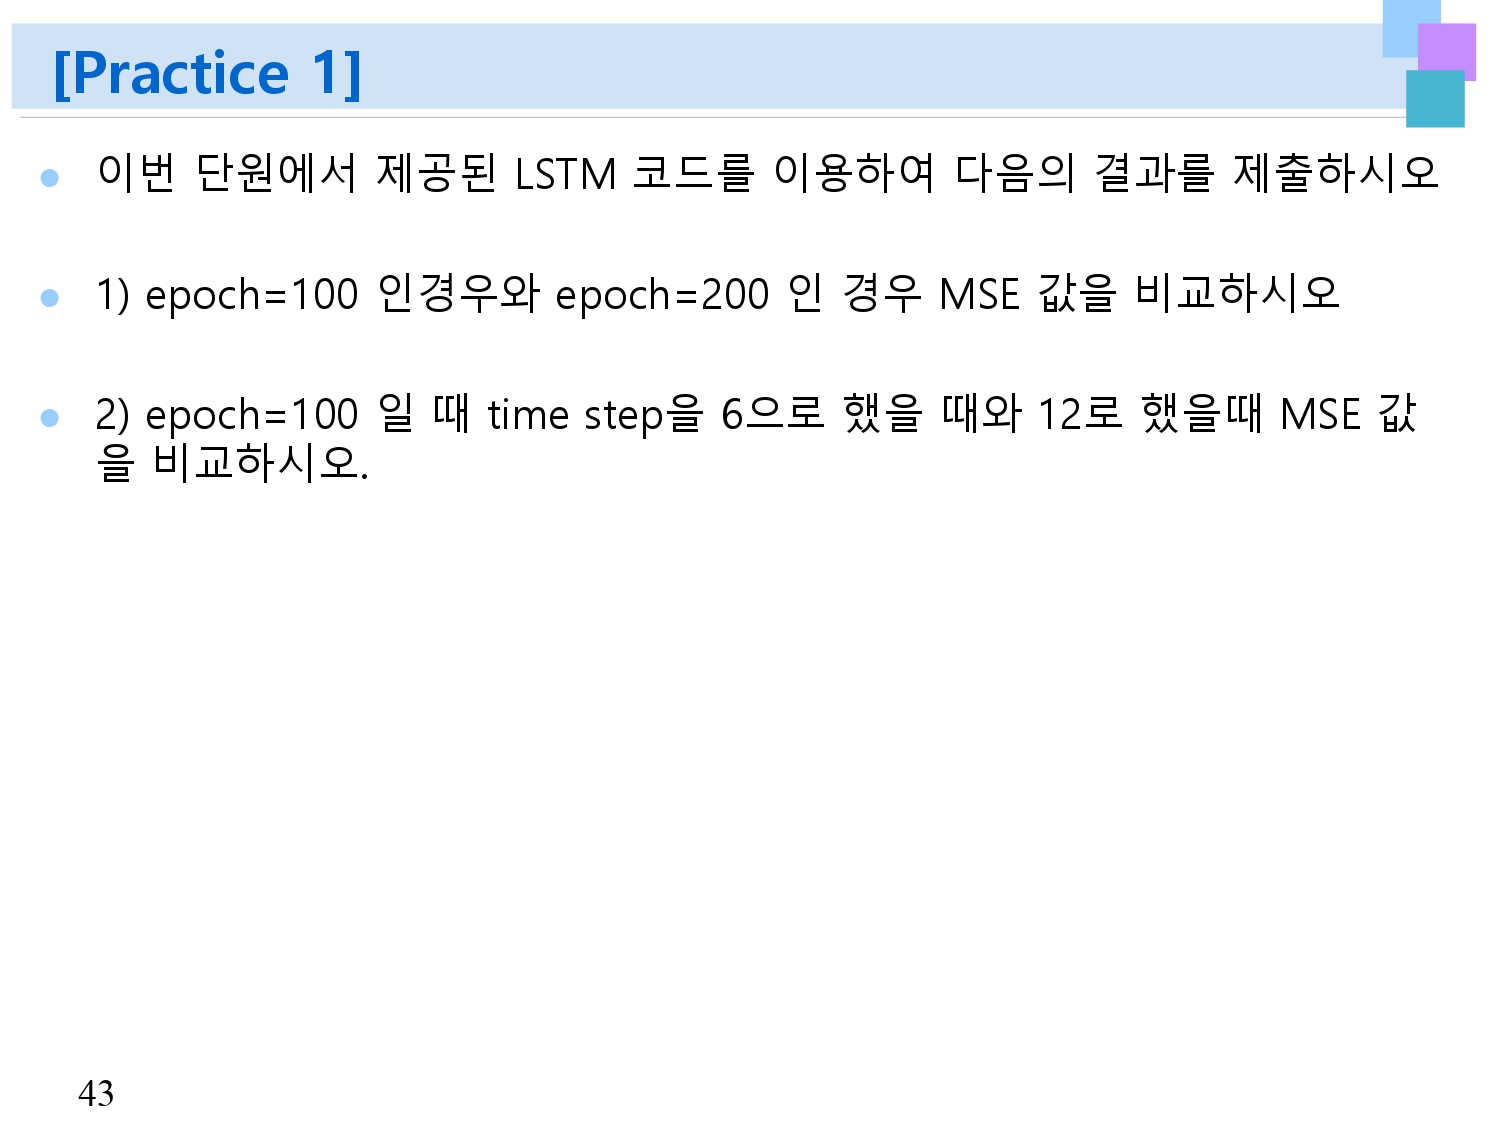 [Practice 1]
이번 단원에서 제공된 LSTM 코드를 이용하여 다음의 결과를 제출하시오
1) epoch=100 인경우와 epoch=200 인 경우 MSE 값을 비교하시오
2) epoch=100 일 때 time step을 6으로 했을 때와 12로 했을때 MSE 값
을 비교하시오.
43